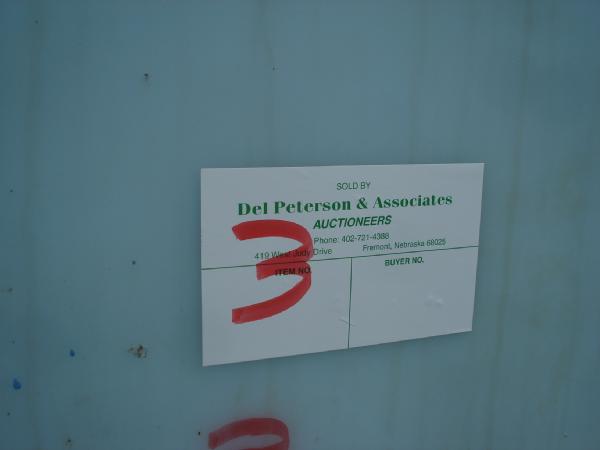 SOLD BY
Del Peterson & Associates
AUCTIONEERS
Phone: 402-721-4388
419 West Judy Drive Fremont, Nebraska 68025
ITEM NO. BUYER NO.
3